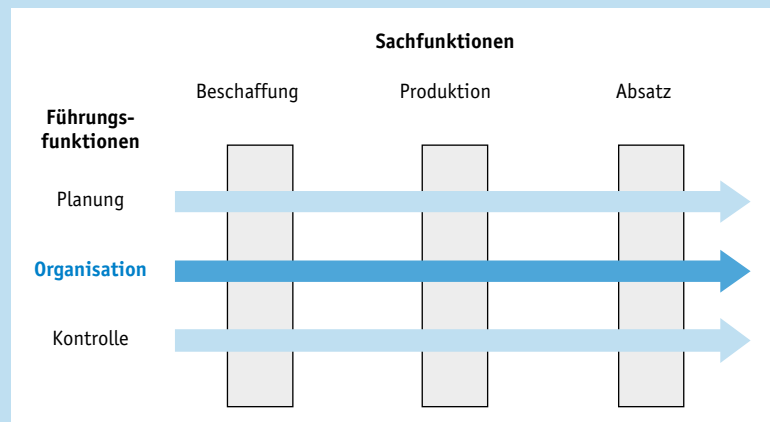 Sachfunktionen
Beschaffung Produktion Absatz
Führungs-
funktionen
Planung
Organisation
Kontrolle